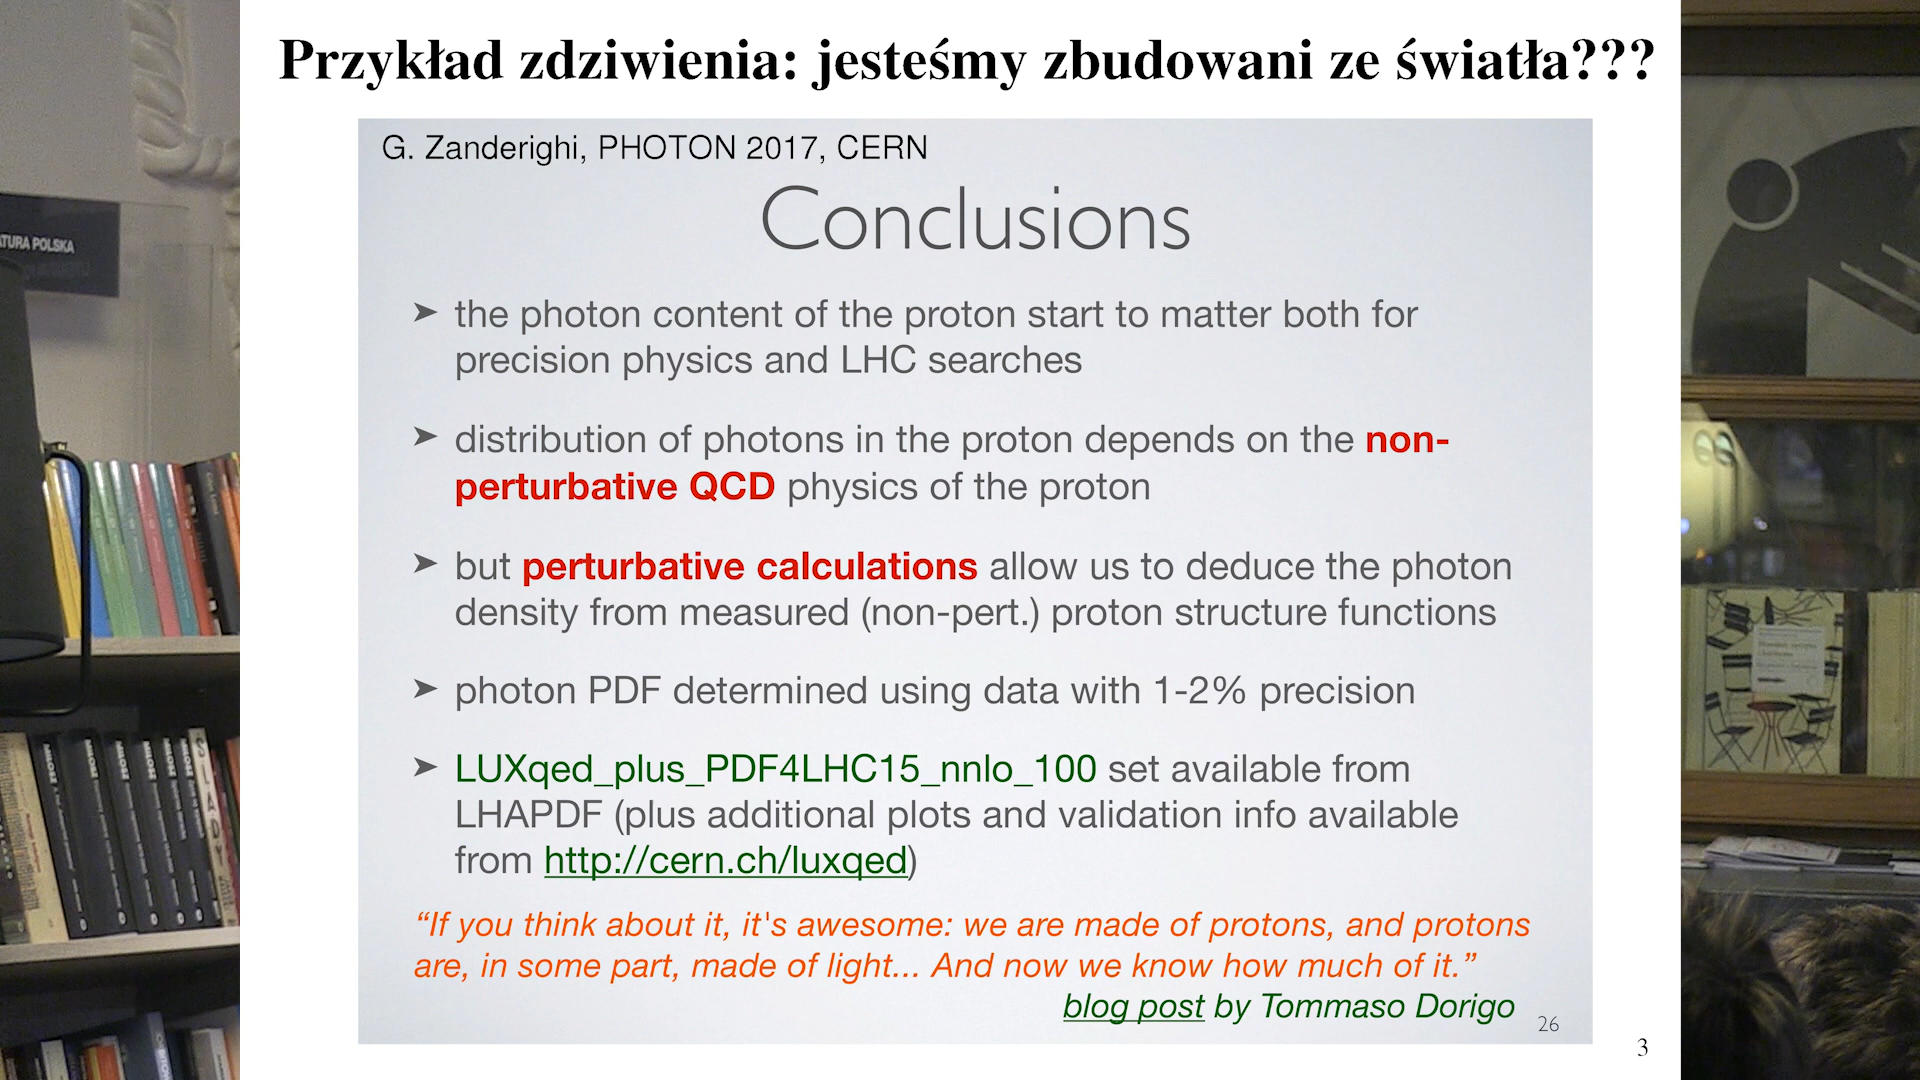 Przykład zdziwienia: jesteśmy zbudowani ze światła???
G. Zanderighi, PHOTON 2017, CERN
Conclusions
➤ the photon content of the proton start to matter both for
precision physics and LHC searches
➤ distribution of photons in the proton depends on the non-
perturbative QCD physics of the proton
➤ but perturbative calculations allow us to deduce the photon
density from measured (non-pert.) proton structure functions
➤ photon PDF determined using data with 1-2% precision
➤ LUXqed_plus_PDF4LHC15_nnlo_100 set available from
LHAPDF (plus additional plots and validation info available
from http://cern.ch/luxqed)
“If you think about it, it's awesome: we are made of protons, and protons
are, in some part, made of light... And now we know how much of it.”
blog post by Tommaso Dorigo
26
3
TURA POLSKA